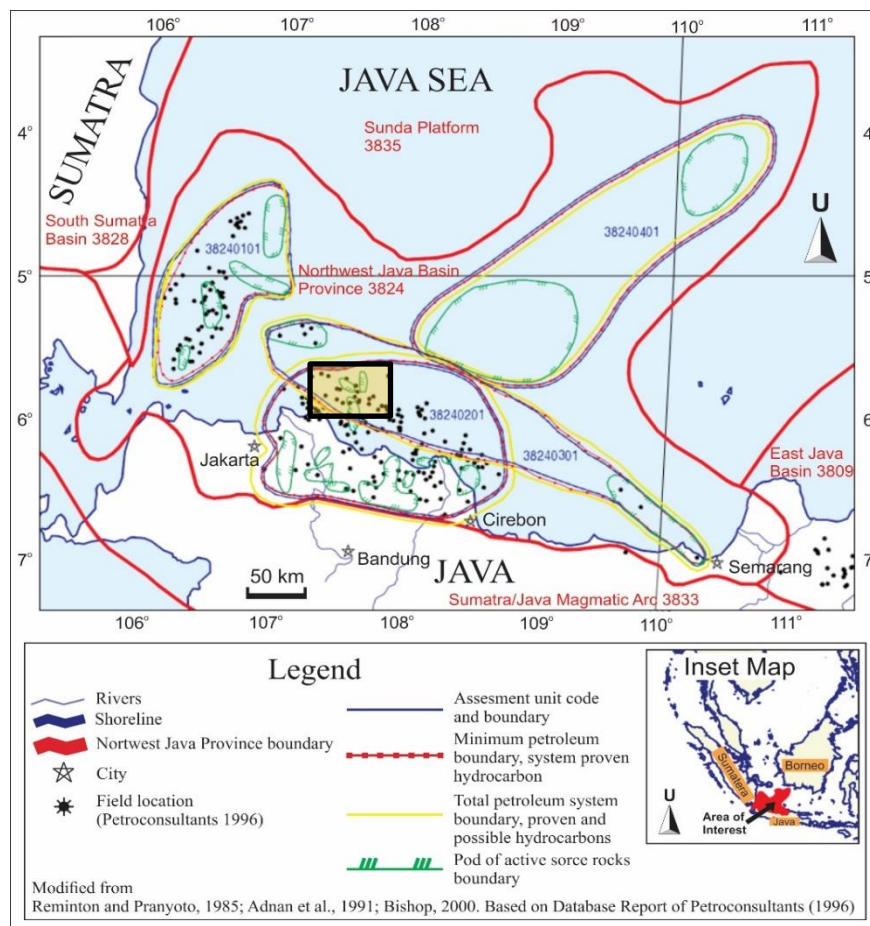 106° 107° 108° 109° 110° 111°
SUMATRA
JAVA SEA
Sunda Platform
3835
4°
4
South Sumatra
Basin 3828
38240101
38240401
U
Northwest Java Basin
Province 3824
5°
5
6°
6
38240201
38240301
Jakarta
East Java
Basin 3809
Cirebon
Bandung
Semarang
7°
7
50 km
JAVA
Sumatra/Java Magmatic Arc 3833
106° 107° 108° 109° 110° 111°
Legend
Rivers
Shoreline
Nortwest Java Province boundary
City
Field location
(Petroconsultants 1996)
Assesment unit code
and boundary
Minimum petroleum
boundary, system proven
hydrocarbon
Total petroleum system
boundary, proven and
possible hydrocarbons
Pod of active sorce rocks
boundary
Modified from
Reminton and Pranyoto, 1985; Adnan et al., 1991; Bishop, 2000. Based on Database Report of Petroconsultants (1996)
Inset Map
Sumatera
Borneo
U
Area of
Interest
Java